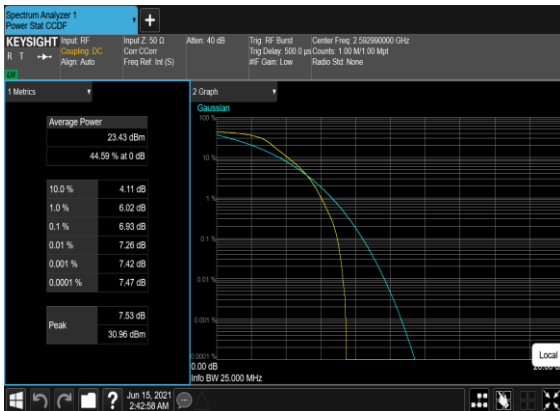 Spectrum Analyzer 1
Power Stat CCDF
+
KEYSIGHT
R T
LNI
Input: RF
Coupling: DC
Align: Auto
Input Z: 50 Ω
Corr CCorr
Freq Ref: Int (S)
Atten: 40 dB
Trig: RF Burst
Trig Delay: 500.0 µs
#IF Gain: Low
Center Freq: 2.592990000 GHz
Counts: 1.00 M/1.00 Mpt
Radio Std: None
1 Metrics
Average Power
23.43 dBm
44.59 % at 0 dB
10.0 % 4.11 dB
1.0 % 6.02 dB
0.1 % 6.93 dB
0.01 % 7.26 dB
0.001 % 7.42 dB
0.0001 % 7.47 dB
Peak
7.53 dB
30.96 dBm
2 Graph
Gaussian
100 %
10 %
1 %
0.1 %
0.01 %
0.001 %
0.0001 %
0.00 dB
Info BW 25.000 MHz
Local
Jun 15, 2021
2:42:58 AM
?